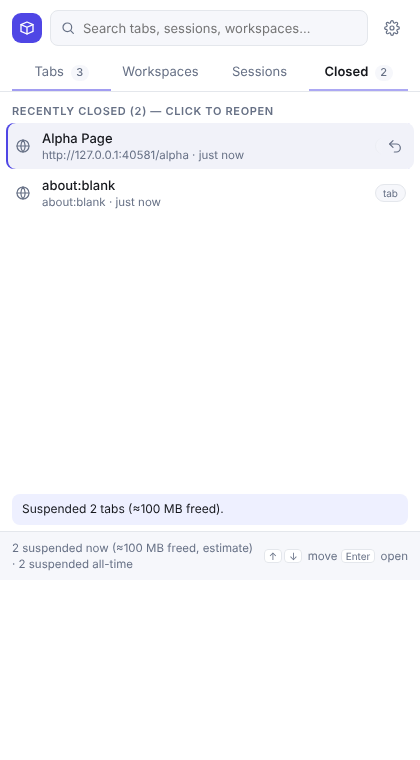 Search tabs, sessions, workspaces...
Tabs 3 Workspaces Sessions Closed 2
RECENTLY CLOSED (2) — CLICK TO REOPEN
Alpha Page
http://127.0.0.1:40581/alpha · just now
about:blank
about:blank · just now
tab
Suspended 2 tabs (≈100 MB freed).
2 suspended now (≈100 MB freed, estimate)
· 2 suspended all-time
↑ ↓ move Enter open